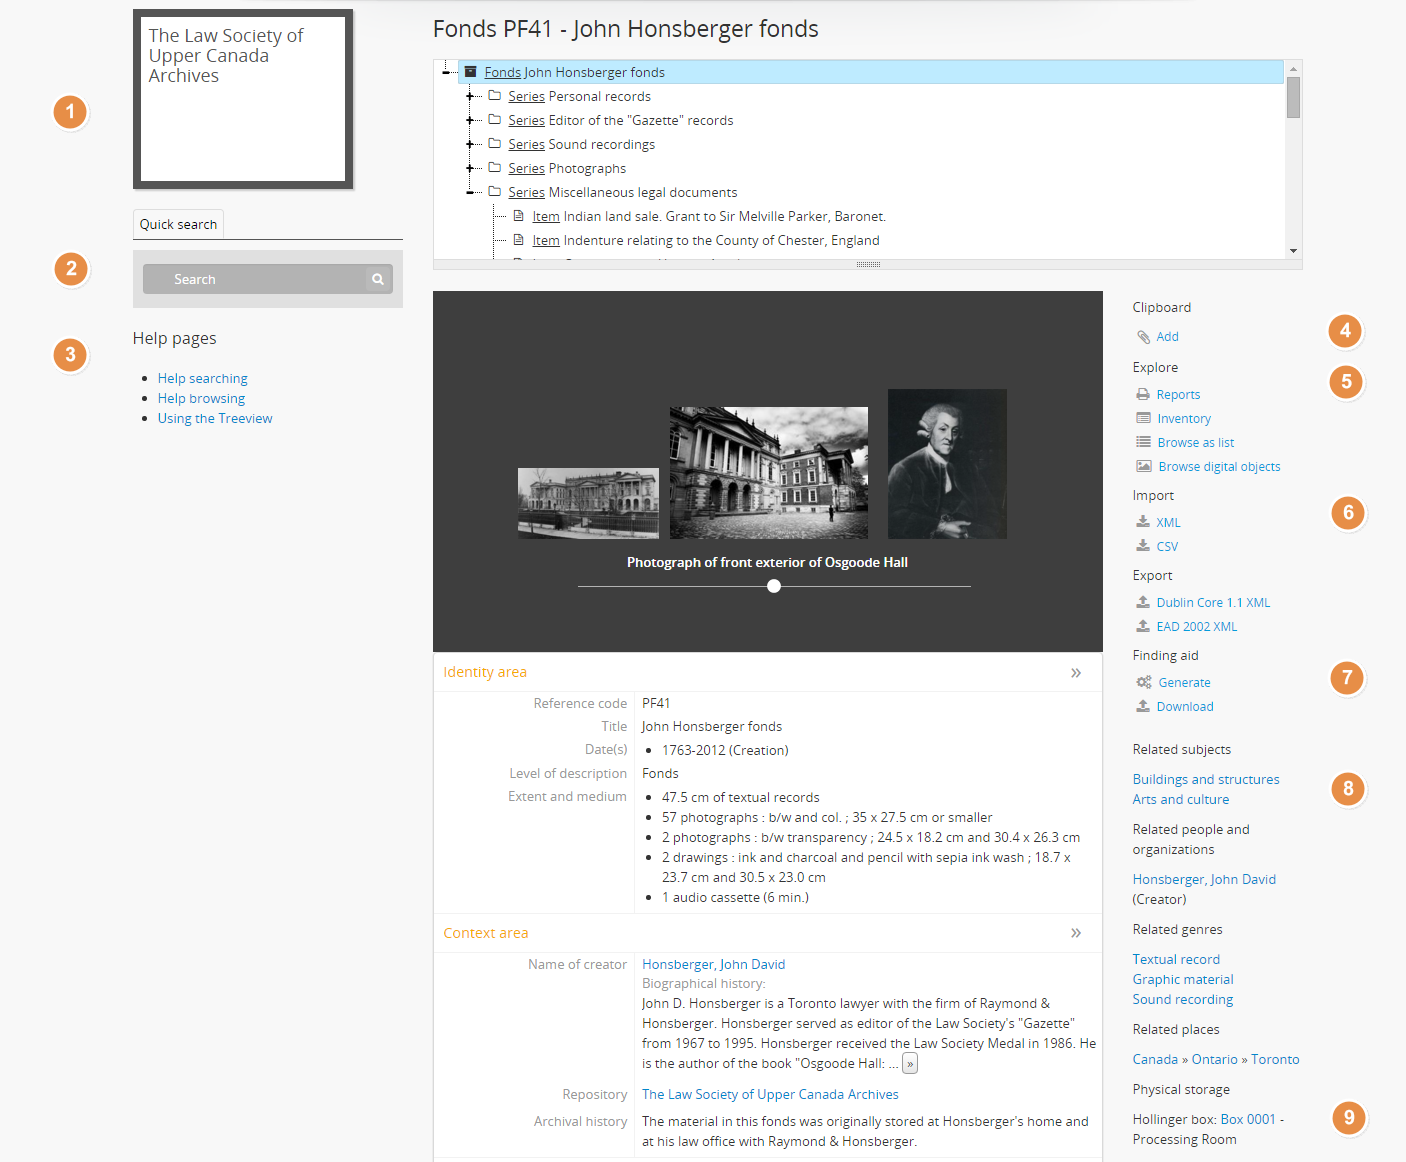 The Law Society of
Upper Canada
Archives
1
Quick search
2
Search
3
Help pages
Help searching
Help browsing
Using the Treeview
Fonds PF41 - John Honsberger fonds
Fonds John Honsberger fonds
Series Personal records
Series Editor of the "Gazette" records
Series Sound recordings
Series Photographs
Series Miscellaneous legal documents
Item Indian land sale. Grant to Sir Melville Parker, Baronet.
Item Indenture relating to the County of Chester, England
Photograph of front exterior of Osgoode Hall
Identity area »
Reference code PF41
Title John Honsberger fonds
Date(s) 1763-2012 (Creation)
Level of description Fonds
Extent and medium 47.5 cm of textual records
57 photographs : b/w and col. ; 35 x 27.5 cm or smaller
2 photographs : b/w transparency ; 24.5 x 18.2 cm and 30.4 x 26.3 cm
2 drawings : ink and charcoal and pencil with sepia ink wash ; 18.7 x
23.7 cm and 30.5 x 23.0 cm
1 audio cassette (6 min.)
Context area »
Name of creator Honsberger, John David
Biographical history:
John D. Honsberger is a Toronto lawyer with the firm of Raymond &
Honsberger. Honsberger served as editor of the Law Society's "Gazette"
from 1967 to 1995. Honsberger received the Law Society Medal in 1986. He
is the author of the book "Osgoode Hall: ... »
Repository The Law Society of Upper Canada Archives
Archival history The material in this fonds was originally stored at Honsberger's home and
at his law office with Raymond & Honsberger.
Clipboard
4
Add
Explore
5
Reports
Inventory
Browse as list
Browse digital objects
Import
6
XML
CSV
Export
Dublin Core 1.1 XML
EAD 2002 XML
Finding aid
7
Generate
Download
Related subjects
8
Buildings and structures
Arts and culture
Related people and
organizations
Honsberger, John David
(Creator)
Related genres
Textual record
Graphic material
Sound recording
Related places
Canada » Ontario » Toronto
Physical storage
9
Hollinger box: Box 0001 -
Processing Room